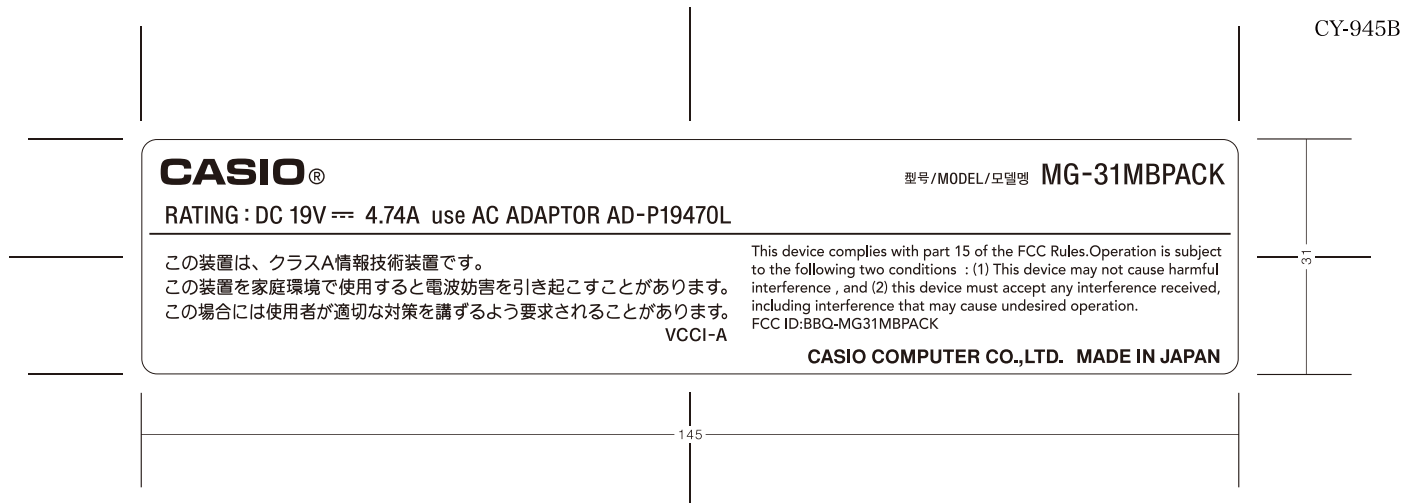 CY-945B
CASIO®
型号/MODEL/모델명 MG-31MBPACK
RATING : DC 19V ⎓ 4.74A use AC ADAPTOR AD-P19470L
この装置は、クラスA情報技術装置です。
この装置を家庭環境で使用すると電波妨害を引き起こすことがあります。
この場合には使用者が適切な対策を講ずるよう要求されることがあります。
VCCI-A
This device complies with part 15 of the FCC Rules.Operation is subject
to the following two conditions : (1) This device may not cause harmful
interference , and (2) this device must accept any interference received,
including interference that may cause undesired operation.
FCC ID:BBQ-MG31MBPACK
CASIO COMPUTER CO.,LTD. MADE IN JAPAN
31
145